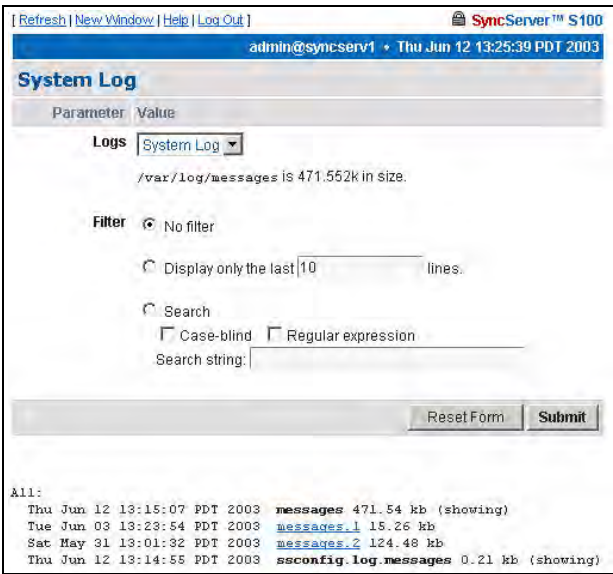 [ Refresh | New Window | Help | Log Out ] SyncServer™ S100
admin@syncserv1 • Thu Jun 12 13:25:39 PDT 2003
System Log
Parameter Value
Logs System Log
/var/log/messages is 471.552k in size.
Filter No filter
Display only the last 10 lines.
Search
Case-blind Regular expression
Search string:
Reset Form Submit
All:
Thu Jun 12 13:15:07 PDT 2003 messages 471.54 kb (showing)
Tue Jun 03 13:23:54 PDT 2003 messages.1 15.26 kb
Sat May 31 13:01:32 PDT 2003 messages.2 124.48 kb
Thu Jun 12 13:14:55 PDT 2003 ssconfig.log.messages 0.21 kb (showing)